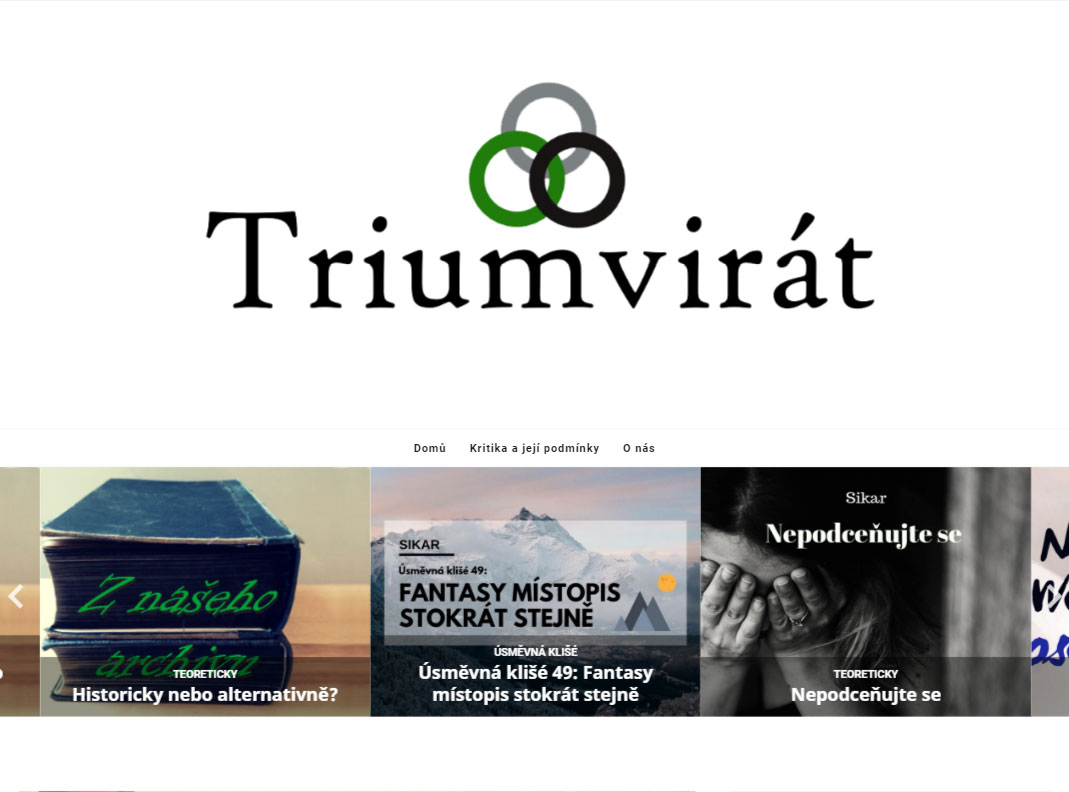 Triumvirát
Domů
Kritika a její podmínky
O nás
Z našeho
archivu
TEORETICKY
Historicky nebo alternativně?
SIKAR
Úsměvná klišé 49:
FANTASY MÍSTOPIS
STOKRÁT STEJNĚ
ÚSMĚVNÁ KLIŠÉ
Úsměvná klišé 49: Fantasy
místopis stokrát stejně
Sikar
Nepodceňujte se
TEORETICKY
Nepodceňujte se